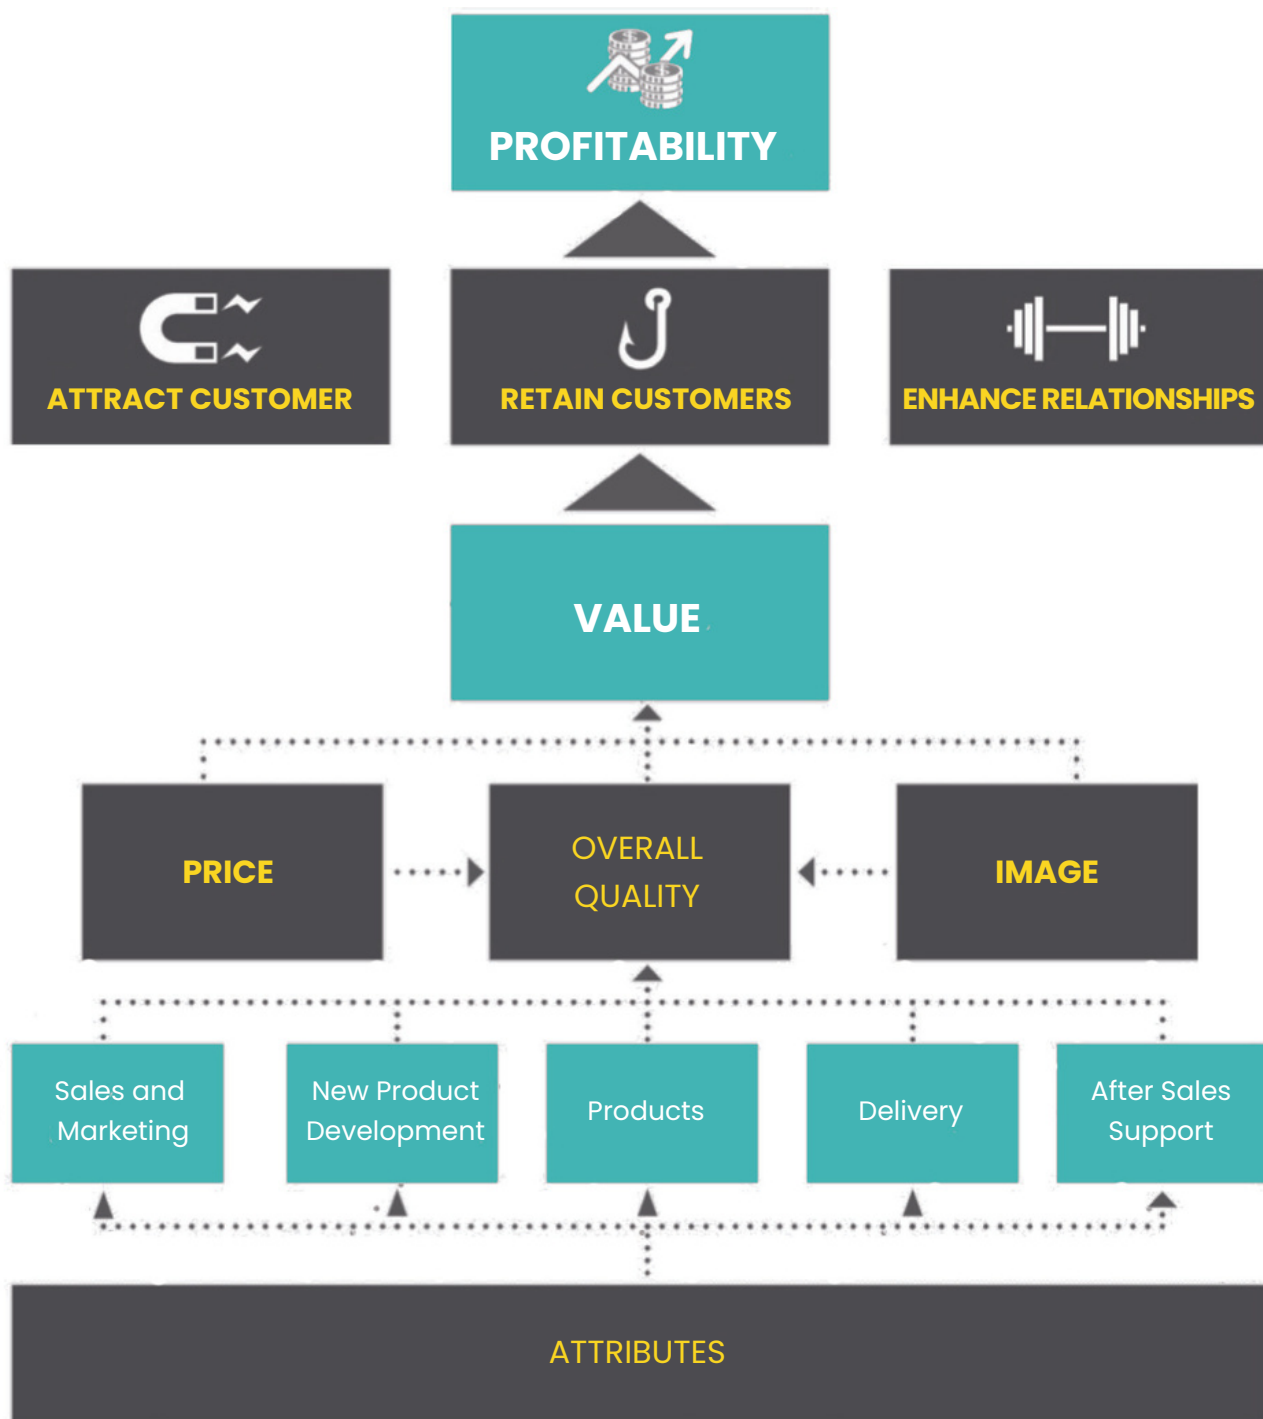 PROFITABILITY
ATTRACT CUSTOMER
RETAIN CUSTOMERS
ENHANCE RELATIONSHIPS
VALUE
PRICE
OVERALL
QUALITY
IMAGE
Sales and
Marketing
New Product
Development
Products
Delivery
After Sales
Support
ATTRIBUTES